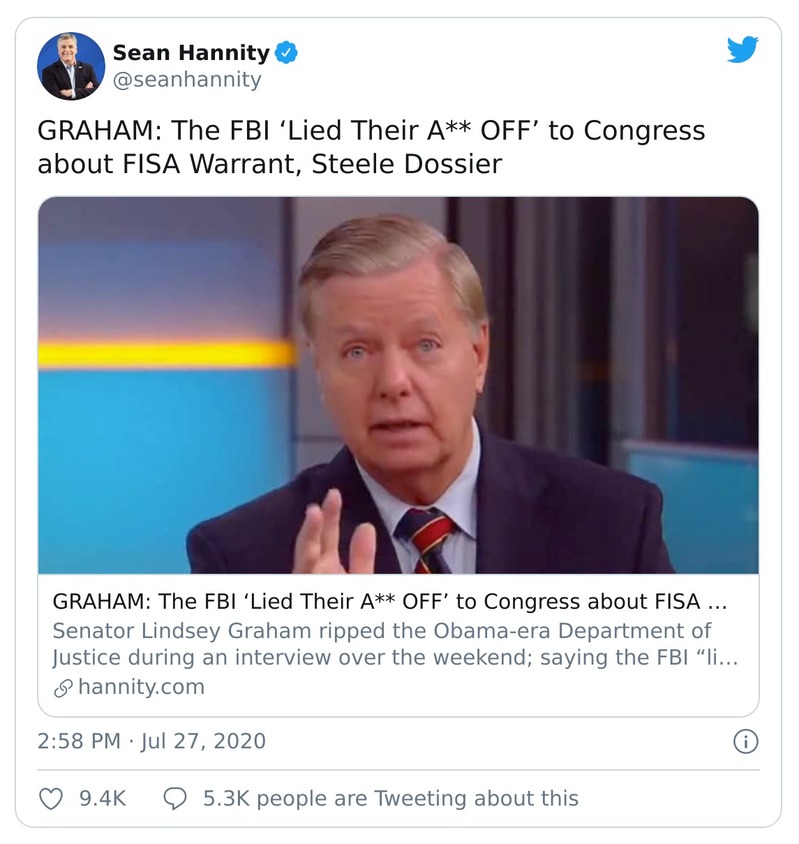 Sean Hannity
@seanhannity
GRAHAM: The FBI ‘Lied Their A** OFF’ to Congress
about FISA Warrant, Steele Dossier
GRAHAM: The FBI ‘Lied Their A** OFF’ to Congress about FISA ...
Senator Lindsey Graham ripped the Obama-era Department of
Justice during an interview over the weekend; saying the FBI “li...
hannity.com
2:58 PM · Jul 27, 2020
9.4K 5.3K people are Tweeting about this